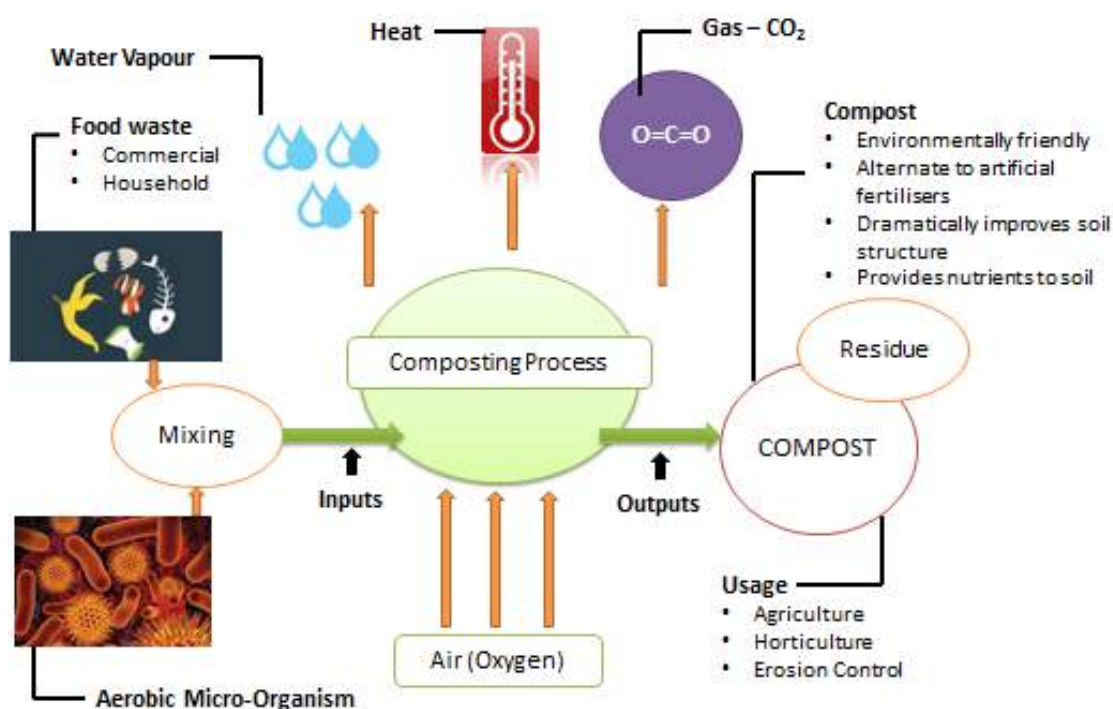 Heat
Gas – CO₂
Water Vapour
Food waste
• Commercial
• Household
O=C=O
Compost
• Environmentally friendly
• Alternate to artificial
fertilisers
• Dramatically improves soil
structure
• Provides nutrients to soil
Residue
Composting Process
Mixing
COMPOST
Inputs
Outputs
Usage
• Agriculture
• Horticulture
• Erosion Control
Air (Oxygen)
Aerobic Micro-Organism